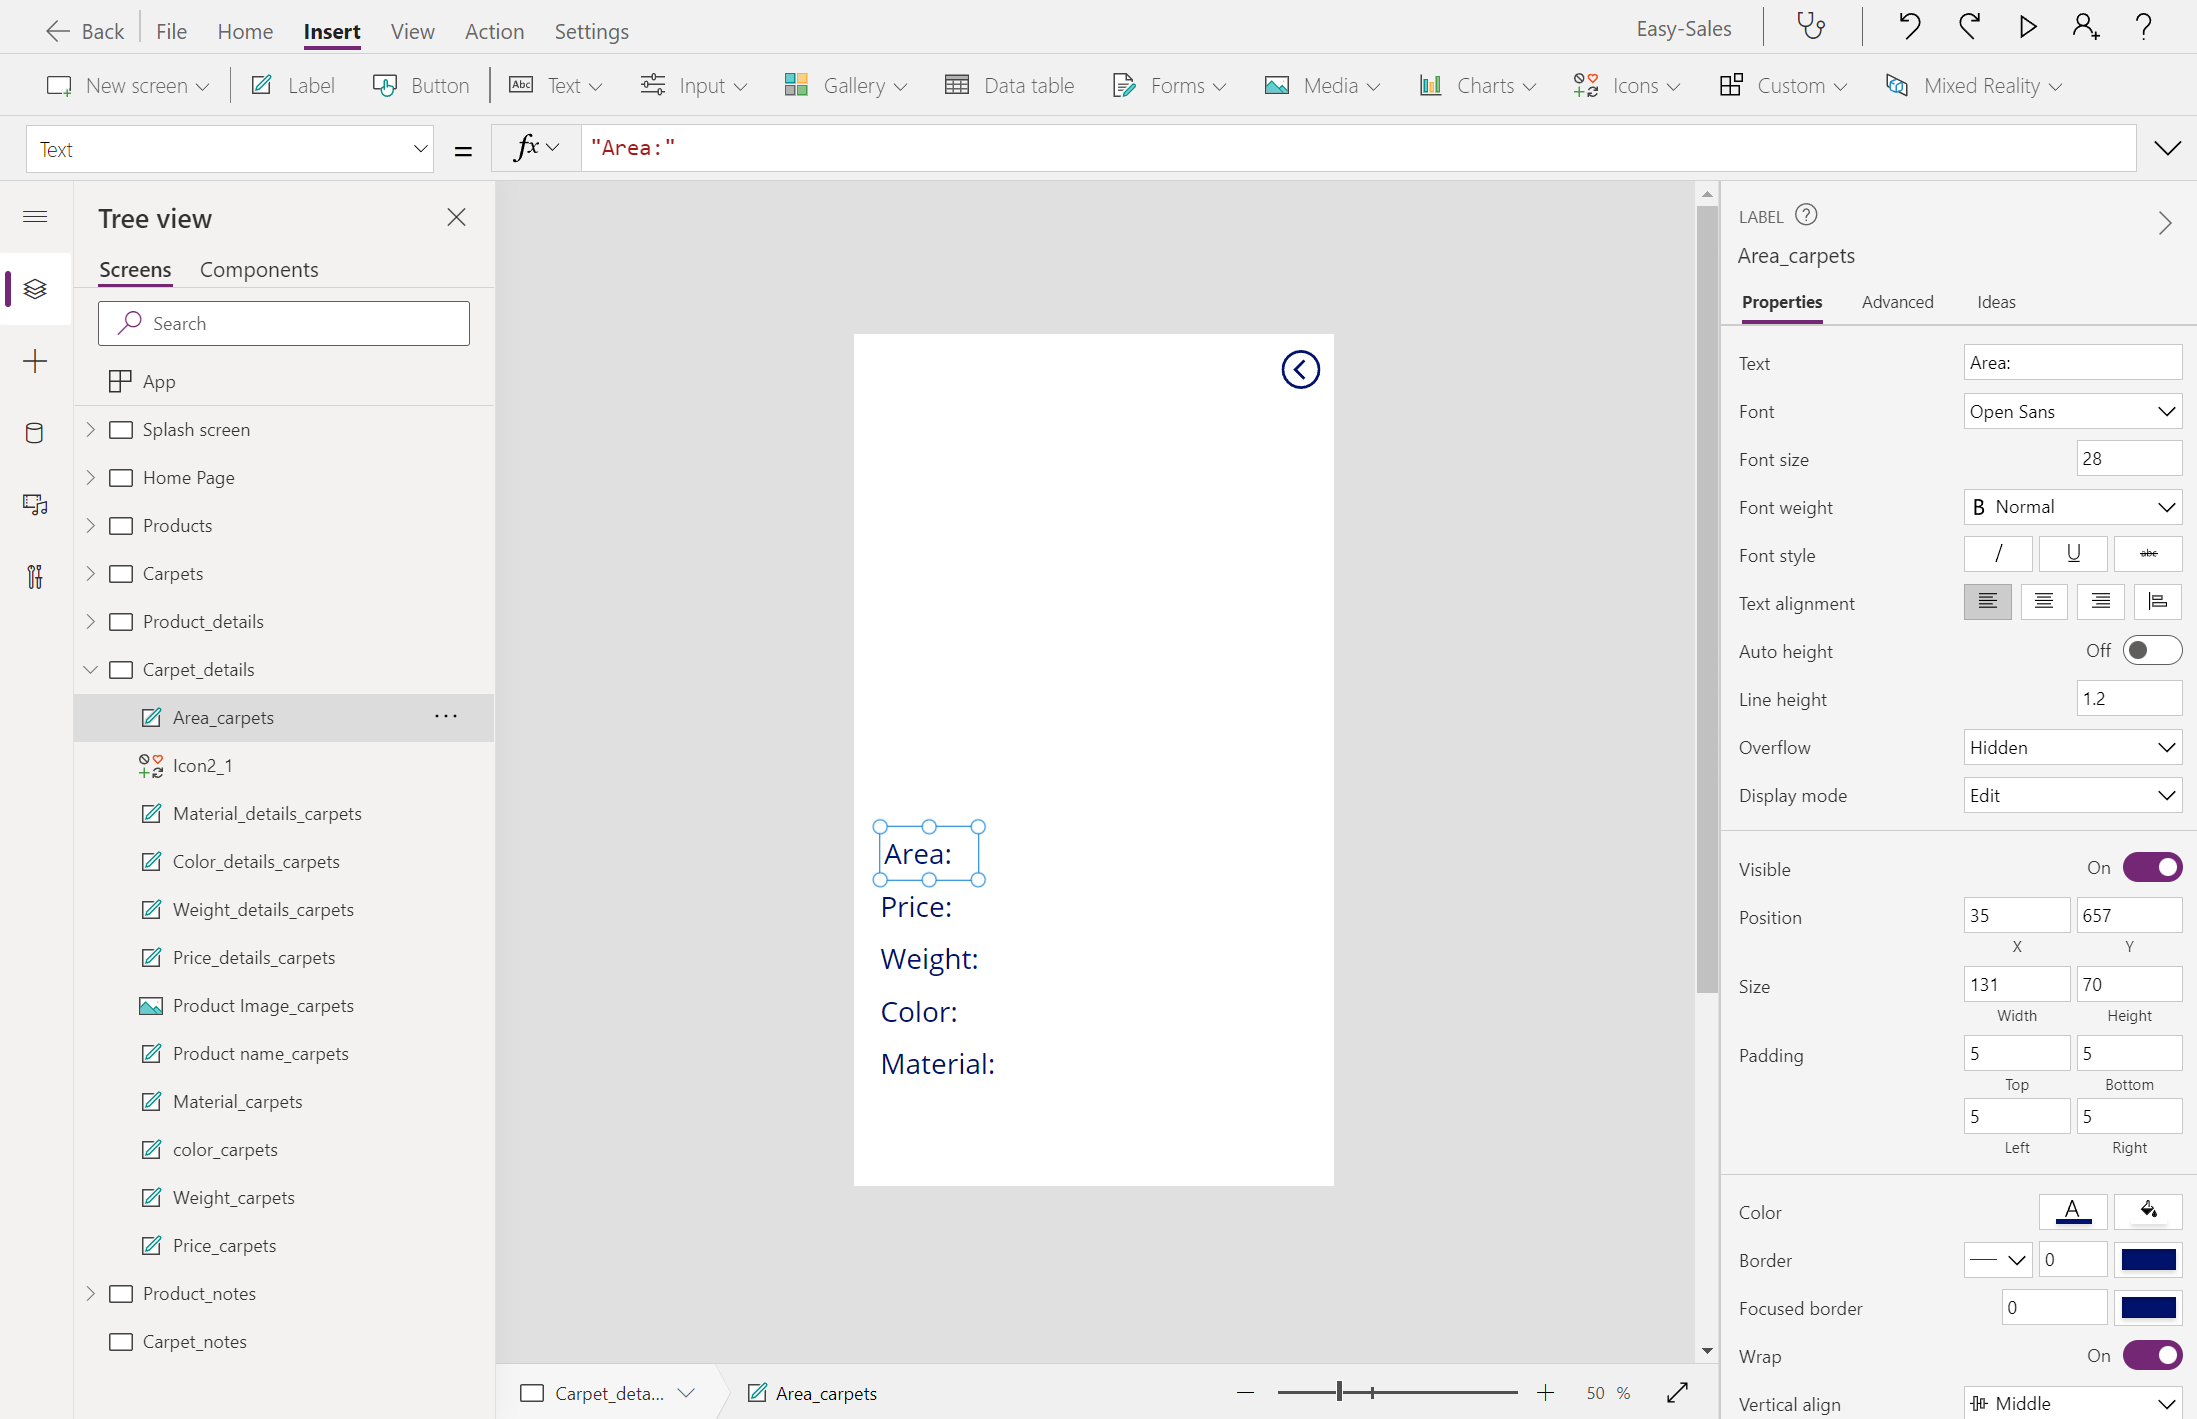 Back
File
Home
Insert
View
Action
Settings
Easy-Sales
New screen
Label
Button
Abc Text
Input
Gallery
Data table
Forms
Media
Charts
Icons
Custom
Mixed Reality
Text
=
fx
"Area:"
Tree view
Screens
Components
Search
App
Splash screen
Home Page
Products
Carpets
Product_details
Carpet_details
Area_carpets
Icon2_1
Material_details_carpets
Color_details_carpets
Weight_details_carpets
Price_details_carpets
Product Image_carpets
Product name_carpets
Material_carpets
color_carpets
Weight_carpets
Price_carpets
Product_notes
Carpet_notes
Area:
Price:
Weight:
Color:
Material:
Carpet_deta...
Area_carpets
50 %
LABEL
Area_carpets
Properties
Advanced
Ideas
Text
Area:
Font
Open Sans
Font size
28
Font weight
B Normal
Font style
/ U abc
Text alignment
Auto height
Off
Line height
1.2
Overflow
Hidden
Display mode
Edit
Visible
On
Position
35
657
X
Y
Size
131
70
Width
Height
Padding
5
5
Top
Bottom
5
5
Left
Right
Color
A
Border
0
Focused border
0
Wrap
On
Vertical align
Middle